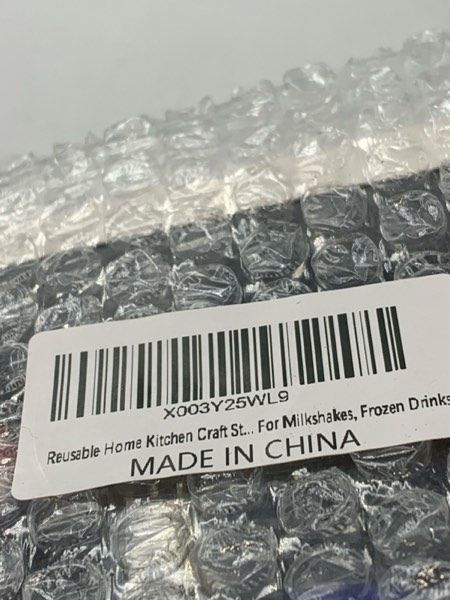 X003Y25WL9
Reusable Home Kitchen Craft St... For Milkshakes, Frozen Drinks
MADE IN CHINA